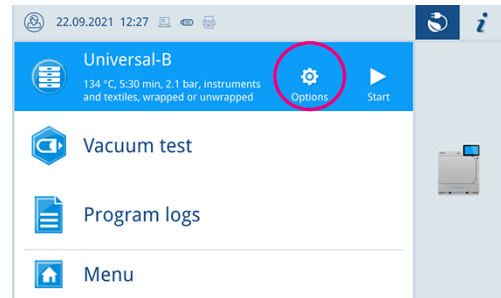 22.09.2021 12:27
i
Universal-B
134 °C, 5:30 min, 2.1 bar, instruments
and textiles, wrapped or unwrapped
Options
Start
Vacuum test
Program logs
Menu